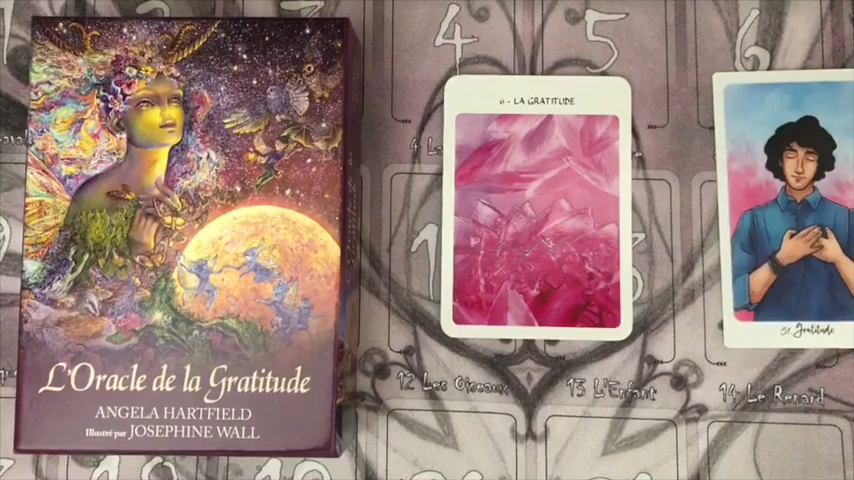 4
5
6
6 - LA GRATITUDE
4
12 Les Oiseaux
13 L'Enfant
14 Le Renard
Gratitude
L'Oracle de la Gratitude
ANGELA HARTFIELD
Illustré par JOSEPHINE WALL